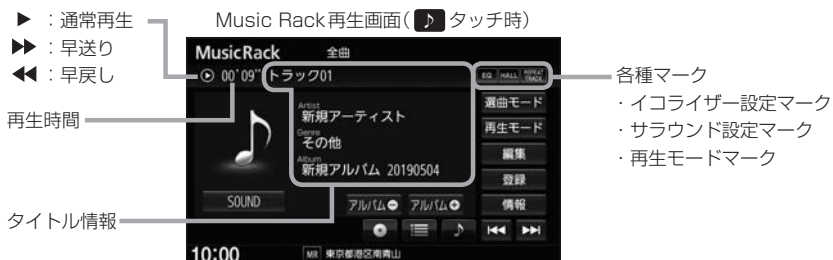 ▶ ：通常再生
▶▶ ：早送り
◀◀ ：早戻し
再生時間
タイトル情報
Music Rack再生画面( ♪ タッチ時)
MusicRack 全曲
00'09" トラック01
EQ HALL REPEAT TRACK
Artist
新規アーティスト
Genre
その他
Album
新規アルバム 20190504
SOUND
アルバム⊖ アルバム⊕
選曲モード
再生モード
編集
登録
情報
10:00 MR 東京都港区南青山
各種マーク
・イコライザー設定マーク
・サラウンド設定マーク
・再生モードマーク